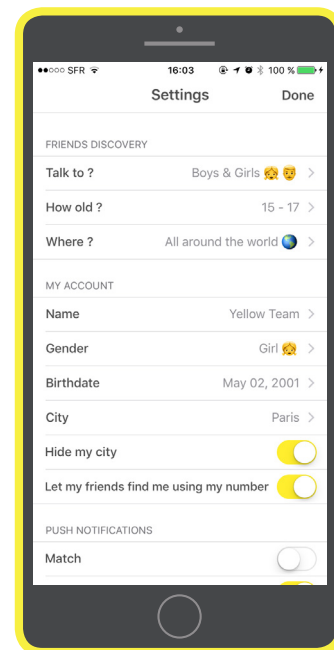 SFR 16:03 100 %
Settings Done
FRIENDS DISCOVERY
Talk to ? Boys & Girls 👧👨
How old ? 15 - 17
Where ? All around the world 🌎
MY ACCOUNT
Name Yellow Team
Gender Girl 👧
Birthdate May 02, 2001
City Paris
Hide my city
Let my friends find me using my number
PUSH NOTIFICATIONS
Match